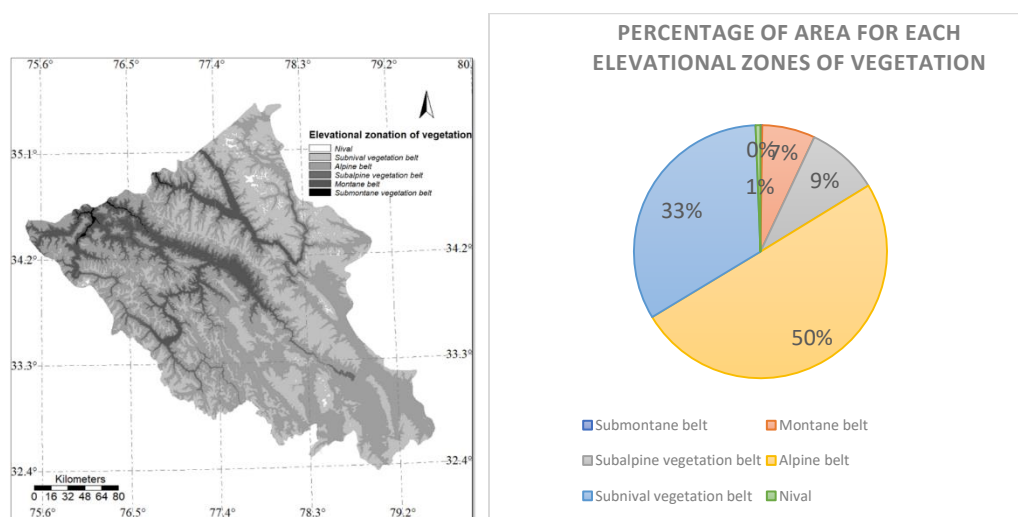 75.6° 76.5° 77.4° 78.3° 79.2° 80.
35.1°
Elevational zonation of vegetation
Nival
Subnival vegetation belt
Alpine belt
Subalpine vegetation belt
Montane belt
Submontane vegetation belt
34.2° 34.2°
33.3° 33.3°
32.4° 32.4°
Kilometers
0 16 32 48 64 80
75.6° 76.5° 77.4° 78.3° 79.2°
PERCENTAGE OF AREA FOR EACH
ELEVATIONAL ZONES OF VEGETATION
0% 7%
1% 9%
33%
50%
Submontane belt Montane belt
Subalpine vegetation belt Alpine belt
Subnival vegetation belt Nival